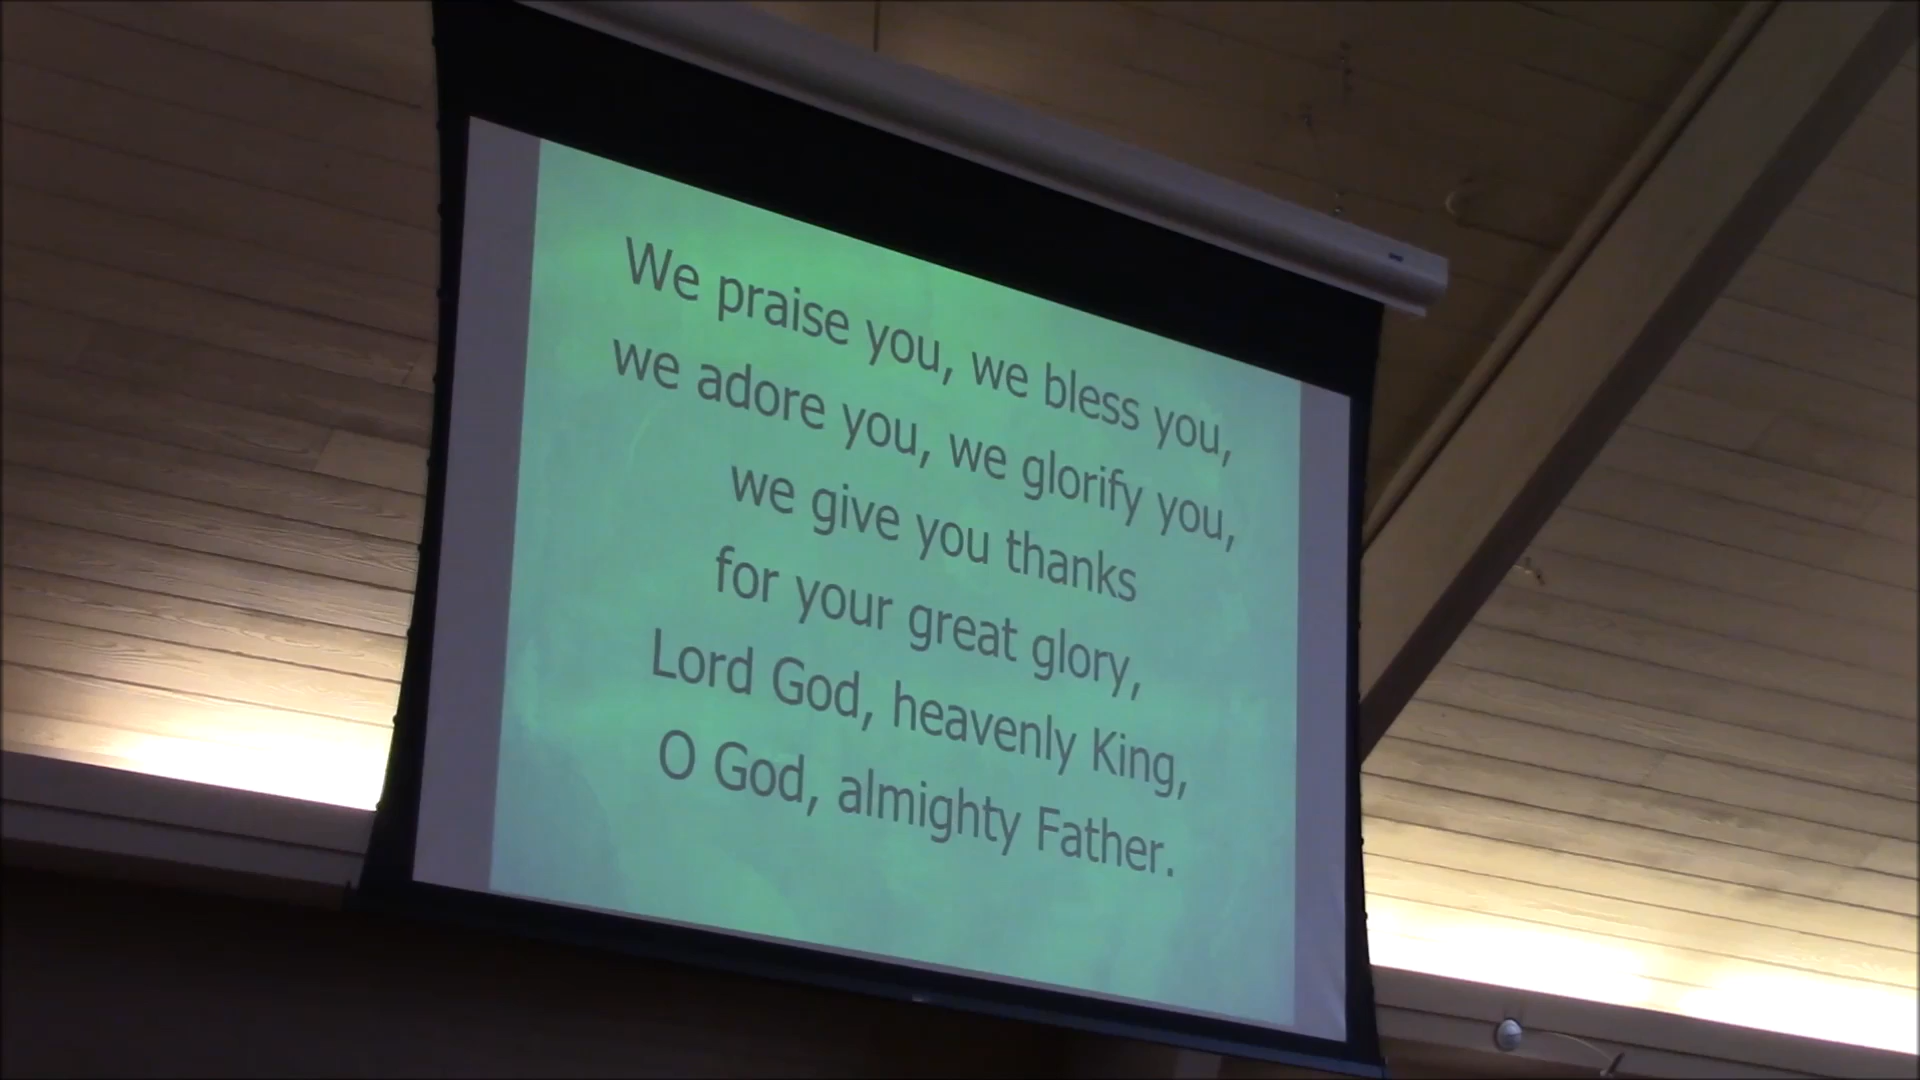 We praise you, we bless you,
we adore you, we glorify you,
we give you thanks
for your great glory,
Lord God, heavenly King,
O God, almighty Father.